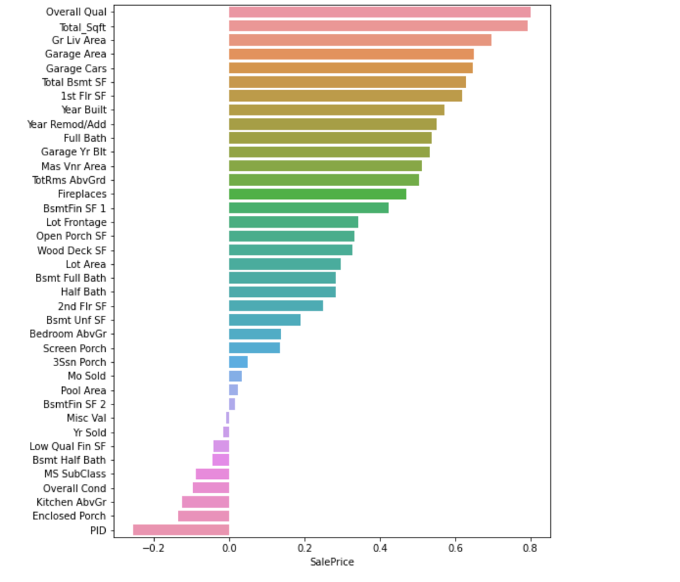 Overall Qual
Total_Sqft
Gr Liv Area
Garage Area
Garage Cars
Total Bsmt SF
1st Flr SF
Year Built
Year Remod/Add
Full Bath
Garage Yr Blt
Mas Vnr Area
TotRms AbvGrd
Fireplaces
BsmtFin SF 1
Lot Frontage
Open Porch SF
Wood Deck SF
Lot Area
Bsmt Full Bath
Half Bath
2nd Flr SF
Bsmt Unf SF
Bedroom AbvGr
Screen Porch
3Ssn Porch
Mo Sold
Pool Area
BsmtFin SF 2
Misc Val
Yr Sold
Low Qual Fin SF
Bsmt Half Bath
MS SubClass
Overall Cond
Kitchen AbvGr
Enclosed Porch
PID
−0.2 0.0 0.2 0.4 0.6 0.8
SalePrice